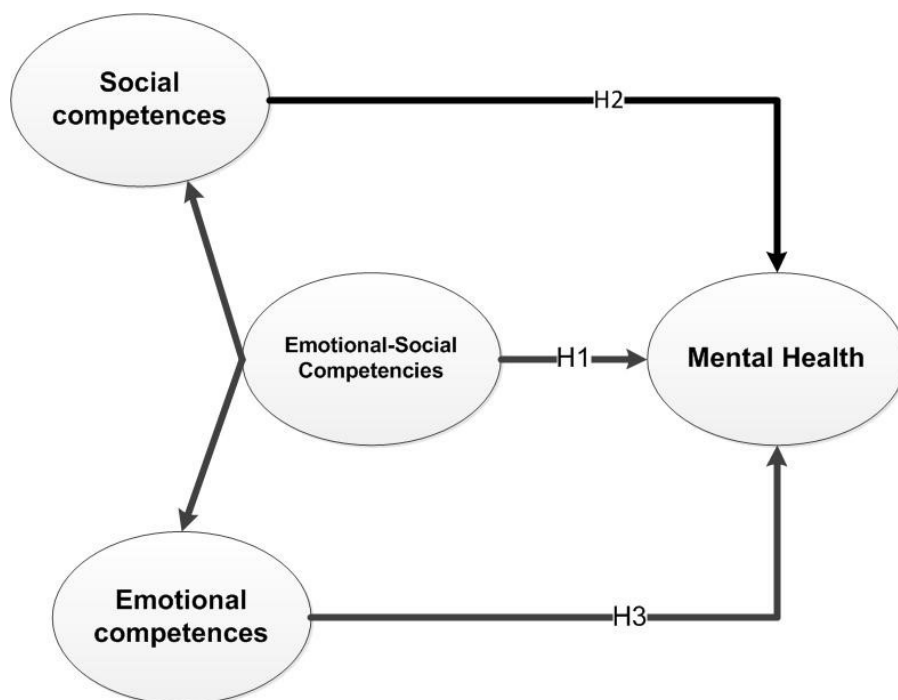 Social
competences
H2
Emotional-Social
Competencies
H1
Mental Health
Emotional
competences
H3